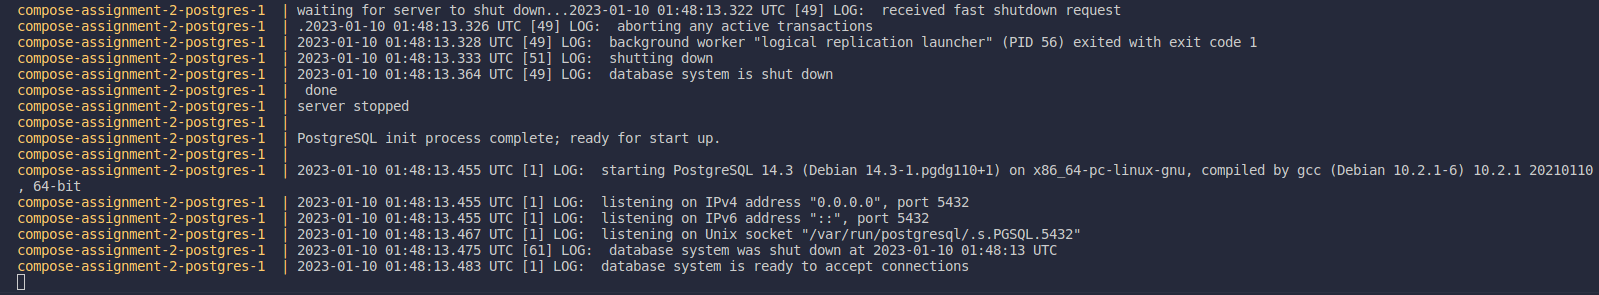 compose-assignment-2-postgres-1  | waiting for server to shut down...2023-01-10 01:48:13.322 UTC [49] LOG:  received fast shutdown request
compose-assignment-2-postgres-1  | .2023-01-10 01:48:13.326 UTC [49] LOG:  aborting any active transactions
compose-assignment-2-postgres-1  | 2023-01-10 01:48:13.328 UTC [49] LOG:  background worker "logical replication launcher" (PID 56) exited with exit code 1
compose-assignment-2-postgres-1  | 2023-01-10 01:48:13.333 UTC [51] LOG:  shutting down
compose-assignment-2-postgres-1  | 2023-01-10 01:48:13.364 UTC [49] LOG:  database system is shut down
compose-assignment-2-postgres-1  |  done
compose-assignment-2-postgres-1  | server stopped
compose-assignment-2-postgres-1  |
compose-assignment-2-postgres-1  | PostgreSQL init process complete; ready for start up.
compose-assignment-2-postgres-1  |
compose-assignment-2-postgres-1  | 2023-01-10 01:48:13.455 UTC [1] LOG:  starting PostgreSQL 14.3 (Debian 14.3-1.pgdg110+1) on x86_64-pc-linux-gnu, compiled by gcc (Debian 10.2.1-6) 10.2.1 20210110
, 64-bit
compose-assignment-2-postgres-1  | 2023-01-10 01:48:13.455 UTC [1] LOG:  listening on IPv4 address "0.0.0.0", port 5432
compose-assignment-2-postgres-1  | 2023-01-10 01:48:13.455 UTC [1] LOG:  listening on IPv6 address "::", port 5432
compose-assignment-2-postgres-1  | 2023-01-10 01:48:13.467 UTC [1] LOG:  listening on Unix socket "/var/run/postgresql/.s.PGSQL.5432"
compose-assignment-2-postgres-1  | 2023-01-10 01:48:13.475 UTC [61] LOG:  database system was shut down at 2023-01-10 01:48:13 UTC
compose-assignment-2-postgres-1  | 2023-01-10 01:48:13.483 UTC [1] LOG:  database system is ready to accept connections